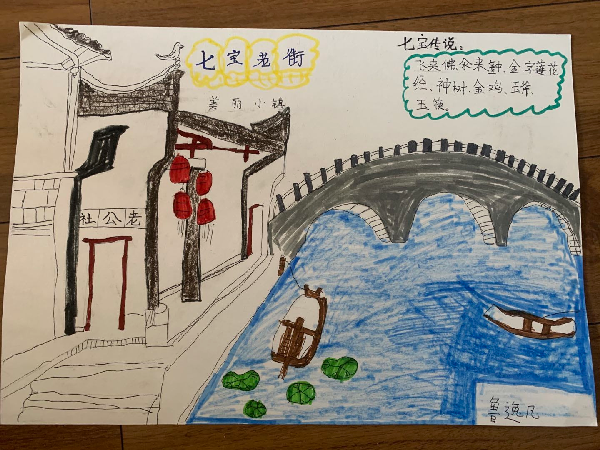 七宝老街
美丽小镇
七宝传说：
飞来佛、氽来钟、金字莲花
经、神树、金鸡、玉斧、
玉筷。
社公老
鲁逸凡